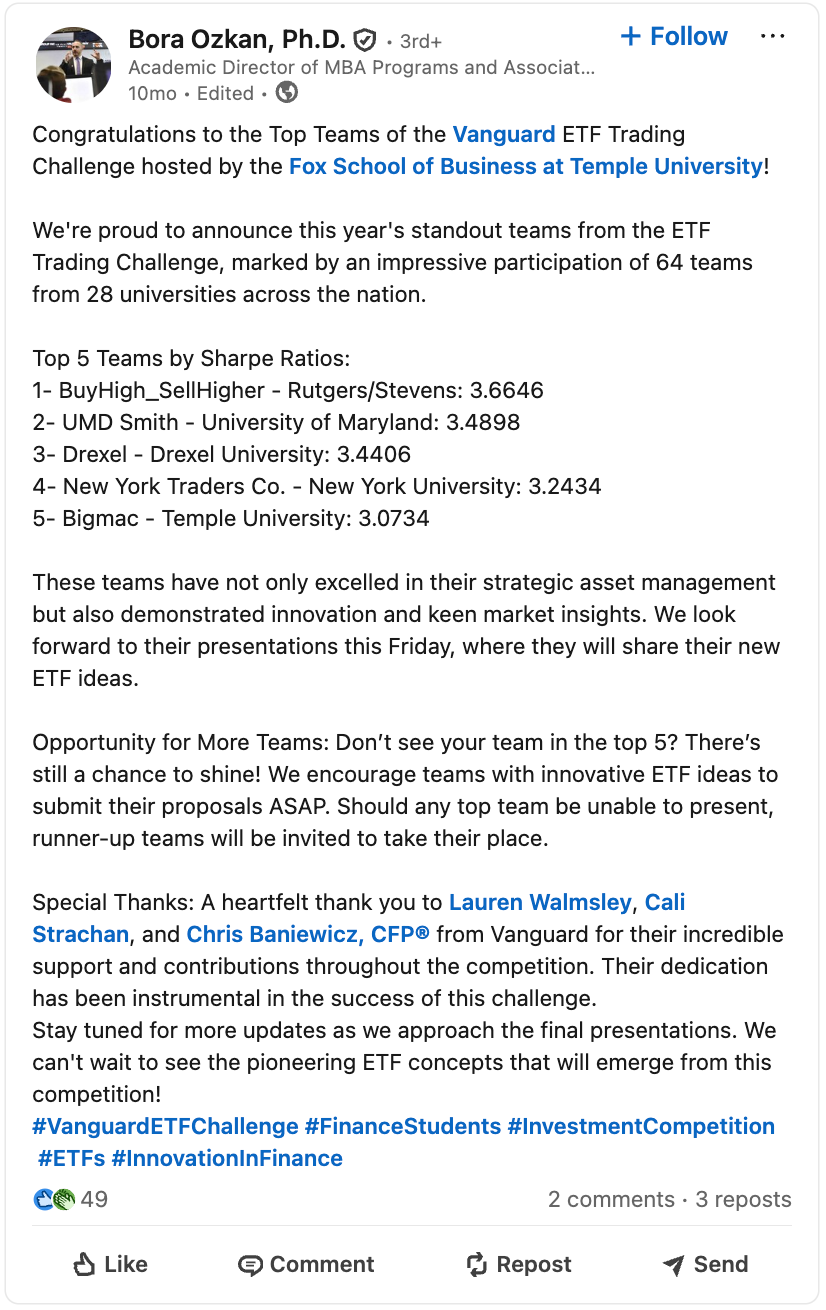 Bora Ozkan, Ph.D. • 3rd+
+ Follow ...
Academic Director of MBA Programs and Associat...
10mo • Edited •
Congratulations to the Top Teams of the Vanguard ETF Trading
Challenge hosted by the Fox School of Business at Temple University!
We're proud to announce this year's standout teams from the ETF
Trading Challenge, marked by an impressive participation of 64 teams
from 28 universities across the nation.
Top 5 Teams by Sharpe Ratios:
1- BuyHigh_SellHigher - Rutgers/Stevens: 3.6646
2- UMD Smith - University of Maryland: 3.4898
3- Drexel - Drexel University: 3.4406
4- New York Traders Co. - New York University: 3.2434
5- Bigmac - Temple University: 3.0734
These teams have not only excelled in their strategic asset management
but also demonstrated innovation and keen market insights. We look
forward to their presentations this Friday, where they will share their new
ETF ideas.
Opportunity for More Teams: Don’t see your team in the top 5? There’s
still a chance to shine! We encourage teams with innovative ETF ideas to
submit their proposals ASAP. Should any top team be unable to present,
runner-up teams will be invited to take their place.
Special Thanks: A heartfelt thank you to Lauren Walmsley, Cali
Strachan, and Chris Baniewicz, CFP® from Vanguard for their incredible
support and contributions throughout the competition. Their dedication
has been instrumental in the success of this challenge.
Stay tuned for more updates as we approach the final presentations. We
can't wait to see the pioneering ETF concepts that will emerge from this
competition!
#VanguardETFChallenge #FinanceStudents #InvestmentCompetition
#ETFs #InnovationInFinance
49
2 comments · 3 reposts
Like Comment Repost Send